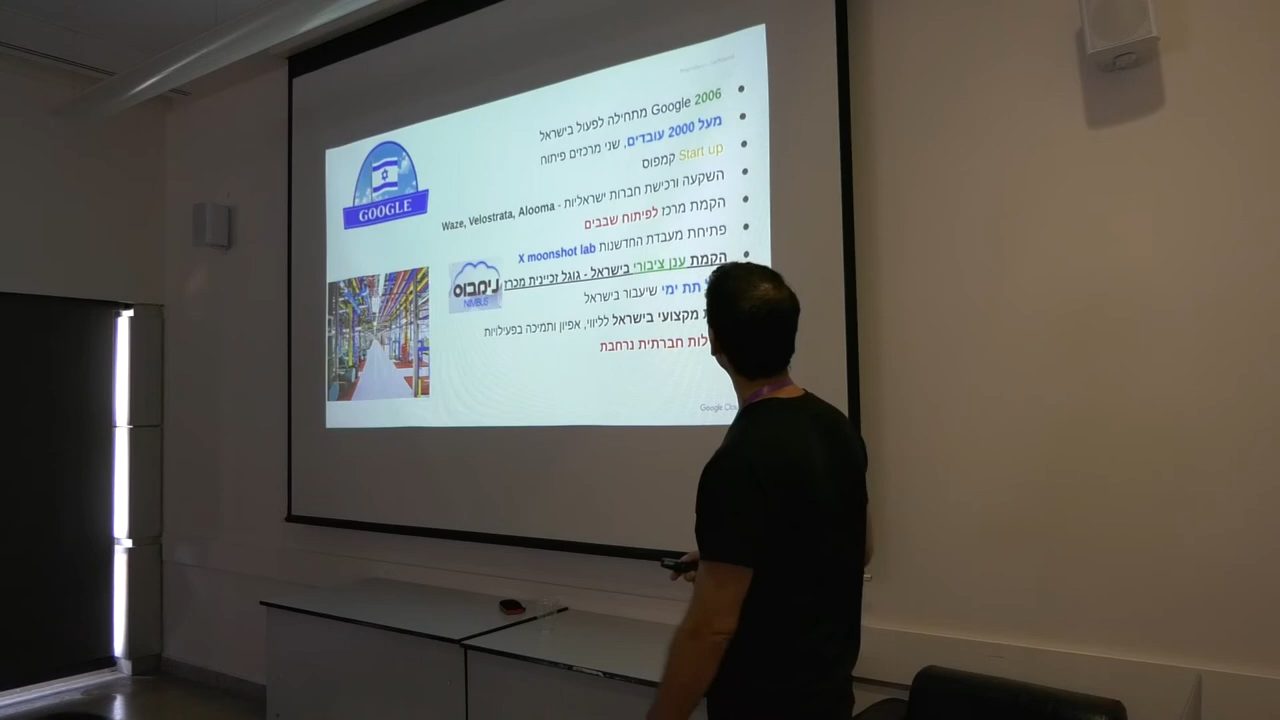 2006 Google מתחילה לפעול בישראל
מעל 2000 עובדים, שני מרכזים פיתוח
Start up קמפוס
השקעה ורכישת חברות ישראליות - Waze, Velostrata, Alooma
הקמת מרכז לפיתוח שבבים
פתיחת מעבדת החדשנות X moonshot lab
הקמת ענן ציבורי בישראל - גוגל זכיינית מכרז
תת ימי שיעבור בישראל
מקצועי בישראל לליווי, אפיון ותמיכה בפעילויות
חברתית נרחבת
GOOGLE
נימבוס
NIMBUS
Google